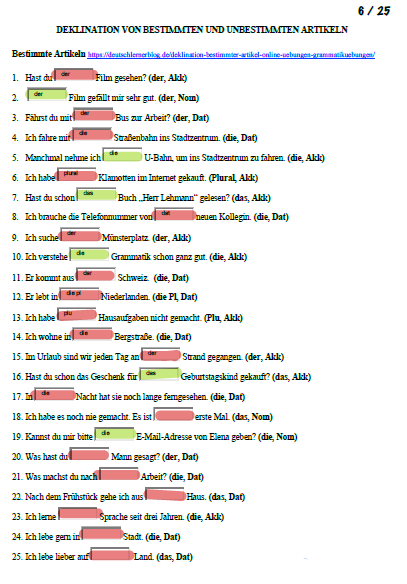 6 / 25
DEKLINATION VON BESTIMMTEN UND UNBESTIMMTEN ARTIKELN
Bestimmte Artikeln https://deutschlernerblog.de/deklination-bestimmter-artikel-online-uebungen-grammatikuebungen/
1. Hast du der Film gesehen? (der, Akk)
2. der Film gefällt mir sehr gut. (der, Nom)
3. Fährst du mit der Bus zur Arbeit? (der, Dat)
4. Ich fahre mit die Straßenbahn ins Stadtzentrum. (die, Dat)
5. Manchmal nehme ich die U-Bahn, um ins Stadtzentrum zu fahren. (die, Akk)
6. Ich habe plural Klamotten im Internet gekauft. (Plural, Akk)
7. Hast du schon das Buch „Herr Lehmann“ gelesen? (das, Akk)
8. Ich brauche die Telefonnummer von dat neuen Kollegin. (die, Dat)
9. Ich suche der Münsterplatz. (der, Akk)
10. Ich verstehe die Grammatik schon ganz gut. (die, Akk)
11. Er kommt aus der Schweiz. (die, Dat)
12. Er lebt in die pl Niederlanden. (die Pl, Dat)
13. Ich habe plu Hausaufgaben nicht gemacht. (Plu, Akk)
14. Ich wohne in die Bergstraße. (die, Dat)
15. Im Urlaub sind wir jeden Tag an der Strand gegangen. (der, Akk)
16. Hast du schon das Geschenk für das Geburtstagskind gekauft? (das, Akk)
17. In die Nacht hat sie noch lange ferngesehen. (die, Dat)
18. Ich habe es noch nie gemacht. Es ist erste Mal. (das, Nom)
19. Kannst du mir bitte die E-Mail-Adresse von Elena geben? (die, Nom)
20. Was hast du Mann gesagt? (der, Dat)
21. Was machst du nach Arbeit? (die, Dat)
22. Nach dem Frühstück gehe ich aus Haus. (das, Dat)
23. Ich lerne Sprache seit drei Jahren. (die, Akk)
24. Ich lebe gern in Stadt. (die, Dat)
25. Ich lebe lieber auf Land. (das, Dat)